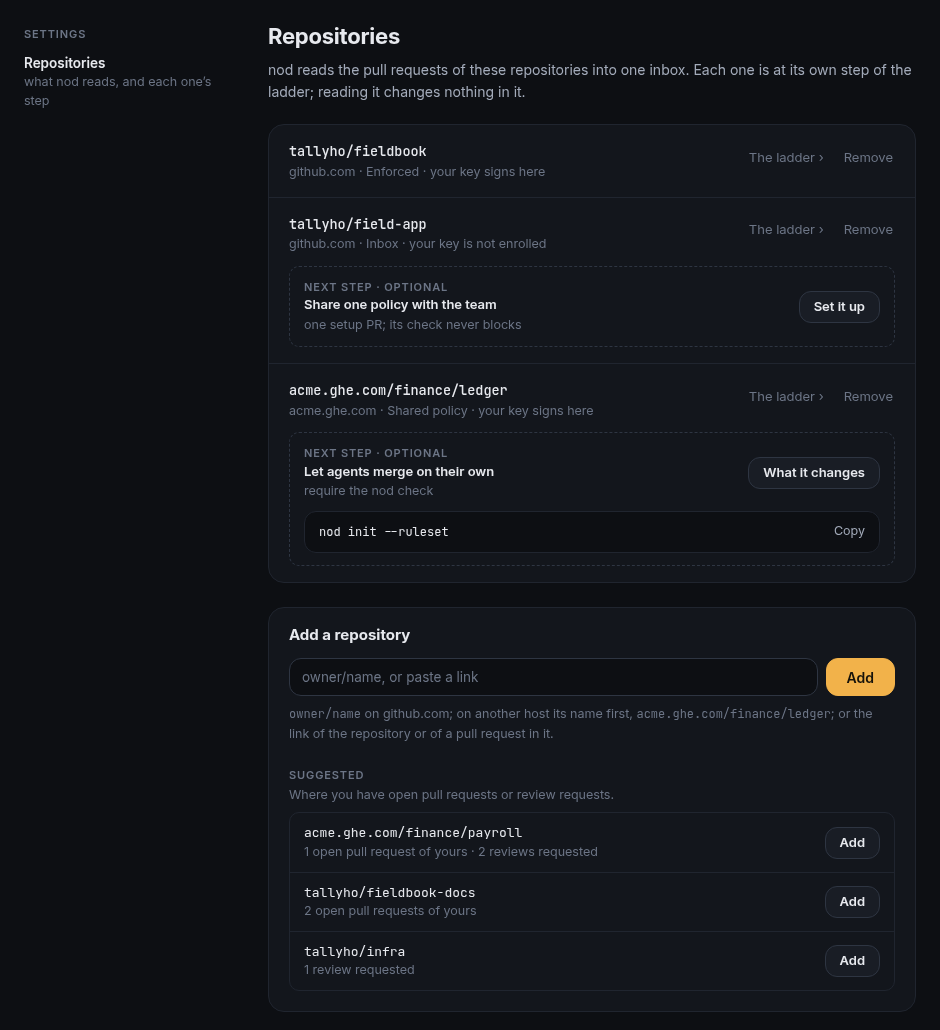 SETTINGS
Repositories
what nod reads, and each one's
step
Repositories
nod reads the pull requests of these repositories into one inbox. Each one is at its own step of the
ladder; reading it changes nothing in it.
tallyho/fieldbook
github.com · Enforced · your key signs here
The ladder ›
Remove
tallyho/field-app
github.com · Inbox · your key is not enrolled
The ladder ›
Remove
NEXT STEP · OPTIONAL
Share one policy with the team
one setup PR; its check never blocks
Set it up
acme.ghe.com/finance/ledger
acme.ghe.com · Shared policy · your key signs here
The ladder ›
Remove
NEXT STEP · OPTIONAL
Let agents merge on their own
require the nod check
What it changes
nod init --ruleset
Copy
Add a repository
owner/name, or paste a link
Add
owner/name on github.com; on another host its name first, acme.ghe.com/finance/ledger; or the
link of the repository or of a pull request in it.
SUGGESTED
Where you have open pull requests or review requests.
acme.ghe.com/finance/payroll
1 open pull request of yours · 2 reviews requested
Add
tallyho/fieldbook-docs
2 open pull requests of yours
Add
tallyho/infra
1 review requested
Add